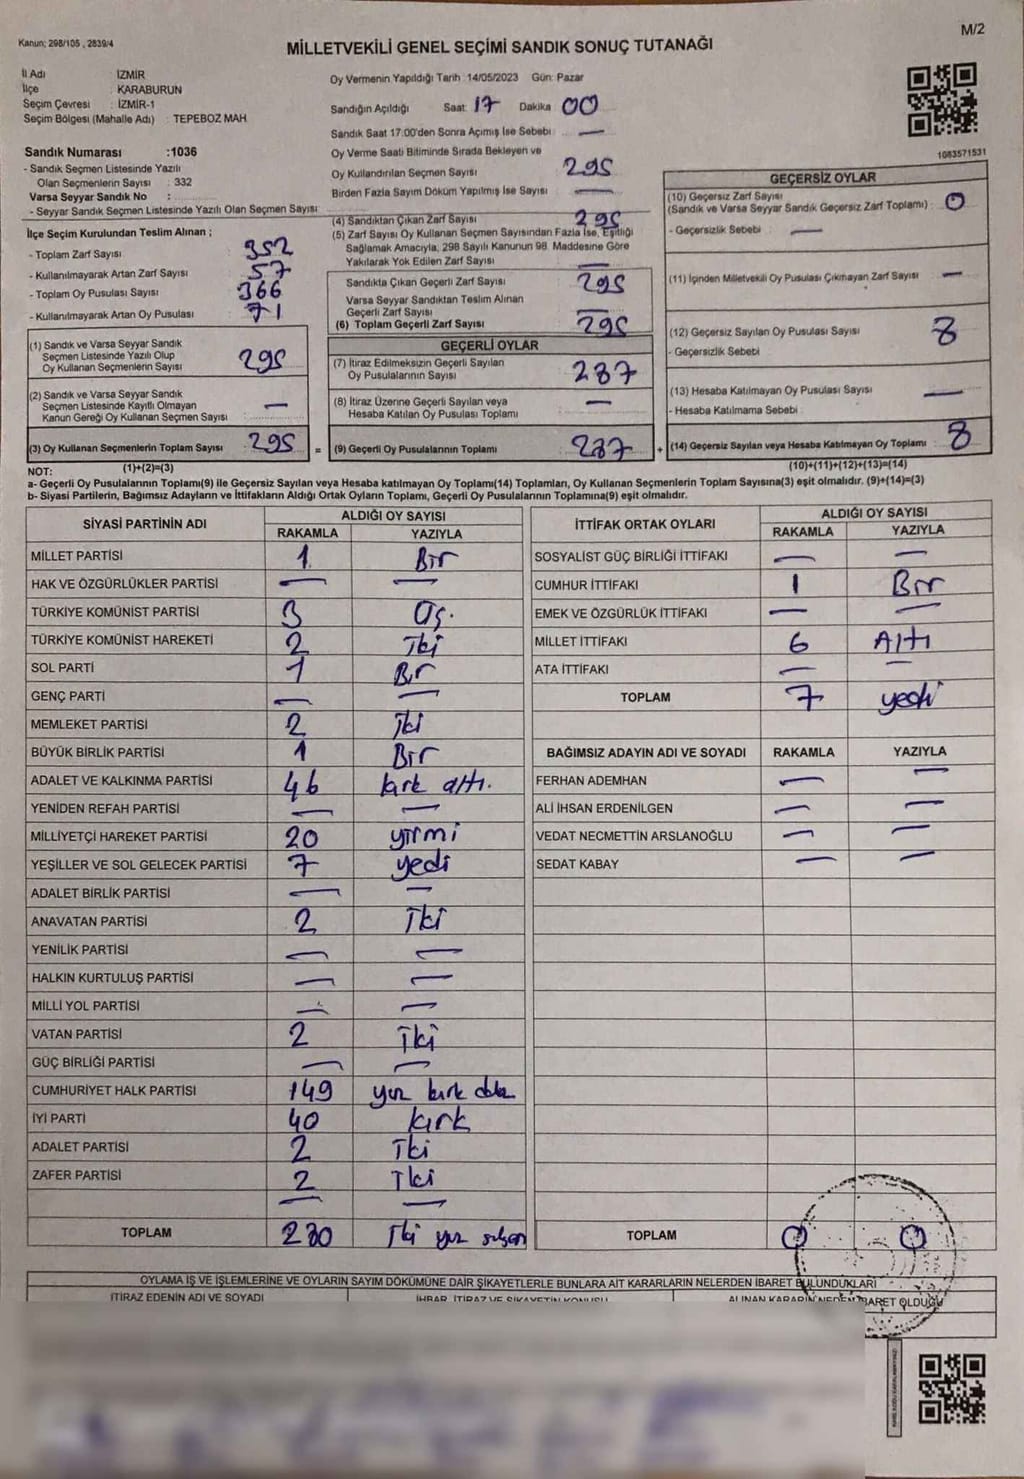 M/2
Kanun; 298/105 , 2839/4
MİLLETVEKİLİ GENEL SEÇİMİ SANDIK SONUÇ TUTANAĞI
İl Adı : İZMİR
İlçe : KARABURUN
Seçim Çevresi : İZMİR-1
Seçim Bölgesi (Mahalle Adı) : TEPEBOZ MAH.
Sandık Numarası :1036
- Sandık Seçmen Listesinde Yazılı
Olan Seçmenlerin Sayısı : 332
Varsa Seyyar Sandık No :
- Seyyar Sandık Seçmen Listesinde Yazılı Olan Seçmen Sayısı :
İlçe Seçim Kurulundan Teslim Alınan ;
- Toplam Zarf Sayısı : 352
- Kullanılmayarak Artan Zarf Sayısı : 57
- Toplam Oy Pusulası Sayısı : 366
- Kullanılmayarak Artan Oy Pusulası : 71
(1) Sandık ve Varsa Seyyar Sandık
Seçmen Listesinde Yazılı Olup
Oy Kullanan Seçmenlerin Sayısı : 295
(2) Sandık ve Varsa Seyyar Sandık
Seçmen Listesinde Kayıtlı Olmayan
Kanun Gereği Oy Kullanan Seçmen Sayısı : —
(3) Oy Kullanan Seçmenlerin Toplam Sayısı : 295
(1)+(2)=(3)
Oy Vermenin Yapıldığı Tarih :14/05/2023 Gün: Pazar
Sandığın Açıldığı Saat: 17 Dakika 00
Sandık Saat 17:00'den Sonra Açımış İse Sebebi : —
Oy Verme Saati Bitiminde Sırada Bekleyen ve
Oy Kullandırılan Seçmen Sayısı : 295
Birden Fazla Sayım Döküm Yapılmış İse Sayısı : —
(4) Sandıktan Çıkan Zarf Sayısı : 295
(5) Zarf Sayısı Oy Kullanan Seçmen Sayısından Fazla İse, Eşitliği
Sağlamak Amacıyla, 298 Sayılı Kanunun 98. Maddesine Göre
Yakılarak Yok Edilen Zarf Sayısı : —
Sandıkta Çıkan Geçerli Zarf Sayısı : 295
Varsa Seyyar Sandıktan Teslim Alınan
Geçerli Zarf Sayısı : —
(6) Toplam Geçerli Zarf Sayısı : 295
GEÇERLİ OYLAR
(7) İtiraz Edilmeksizin Geçerli Sayılan
Oy Pusulalarının Sayısı : 287
(8) İtiraz Üzerine Geçerli Sayılan veya
Hesaba Katılan Oy Pusulası Toplamı : —
= (9) Geçerli Oy Pusulalarının Toplamı : 287
1083571531
GEÇERSİZ OYLAR
(10) Geçersiz Zarf Sayısı
(Sandık ve Varsa Seyyar Sandık Geçersiz Zarf Toplamı) : 0
- Geçersizlik Sebebi : —
(11) İçinden Milletvekili Oy Pusulası Çıkmayan Zarf Sayısı : —
(12) Geçersiz Sayılan Oy Pusulası Sayısı : 8
- Geçersizlik Sebebi
(13) Hesaba Katılmayan Oy Pusulası Sayısı : —
- Hesaba Katılmama Sebebi :
+ (14) Geçersiz Sayılan veya Hesaba Katılmayan Oy Toplamı : 8
(10)+(11)+(12)+(13)=(14)
NOT:
a- Geçerli Oy Pusulalarının Toplamı(9) ile Geçersiz Sayılan veya Hesaba katılmayan Oy Toplamı(14) Toplamları, Oy Kullanan Seçmenlerin Toplam Sayısına(3) eşit olmalıdır. (9)+(14)=(3)
b- Siyasi Partilerin, Bağımsız Adayların ve İttifakların Aldığı Ortak Oyların Toplamı, Geçerli Oy Pusulalarının Toplamına(9) eşit olmalıdır.
SİYASİ PARTİNİN ADI ALDIĞI OY SAYISI
RAKAMLA YAZIYLA
MİLLET PARTİSİ 1 Bir
HAK VE ÖZGÜRLÜKLER PARTİSİ — —
TÜRKİYE KOMÜNİST PARTİSİ 3 Üç.
TÜRKİYE KOMÜNİST HAREKETİ 2 İki
SOL PARTİ 1 Bir
GENÇ PARTİ — —
MEMLEKET PARTİSİ 2 İki
BÜYÜK BİRLİK PARTİSİ 1 Bir
ADALET VE KALKINMA PARTİSİ 46 kırk altı.
YENİDEN REFAH PARTİSİ — —
MİLLİYETÇİ HAREKET PARTİSİ 20 yirmi
YEŞİLLER VE SOL GELECEK PARTİSİ 7 yedi
ADALET BİRLİK PARTİSİ — —
ANAVATAN PARTİSİ 2 İki
YENİLİK PARTİSİ — —
HALKIN KURTULUŞ PARTİSİ — —
MİLLİ YOL PARTİSİ — —
VATAN PARTİSİ 2 İki
GÜÇ BİRLİĞİ PARTİSİ — —
CUMHURİYET HALK PARTİSİ 149 yüz kırk dokuz
İYİ PARTİ 40 kırk
ADALET PARTİSİ 2 İki
ZAFER PARTİSİ 2 İki
— —
TOPLAM 280 İki yüz seksen
İTTİFAK ORTAK OYLARI ALDIĞI OY SAYISI
RAKAMLA YAZIYLA
SOSYALİST GÜÇ BİRLİĞİ İTTİFAKI — —
CUMHUR İTTİFAKI 1 Bir
EMEK VE ÖZGÜRLÜK İTTİFAKI — —
MİLLET İTTİFAKI 6 Altı
ATA İTTİFAKI — —
TOPLAM 7 yedi
BAĞIMSIZ ADAYIN ADI VE SOYADI RAKAMLA YAZIYLA
FERHAN ADEMHAN — —
ALİ İHSAN ERDENİLGEN — —
VEDAT NECMETTİN ARSLANOĞLU — —
SEDAT KABAY — —
TOPLAM 0 0
OYLAMA İŞ VE İŞLEMLERİNE VE OYLARIN SAYIM DÖKÜMÜNE DAİR ŞİKAYETLERLE BUNLARA AİT KARARLARIN NELERDEN İBARET BULUNDUKLARI
İTİRAZ EDENİN ADI VE SOYADI İHBAR, İTİRAZ VE ŞİKAYETİN KONUSU ALINAN KARARIN NEDEN İBARET OLDUĞU